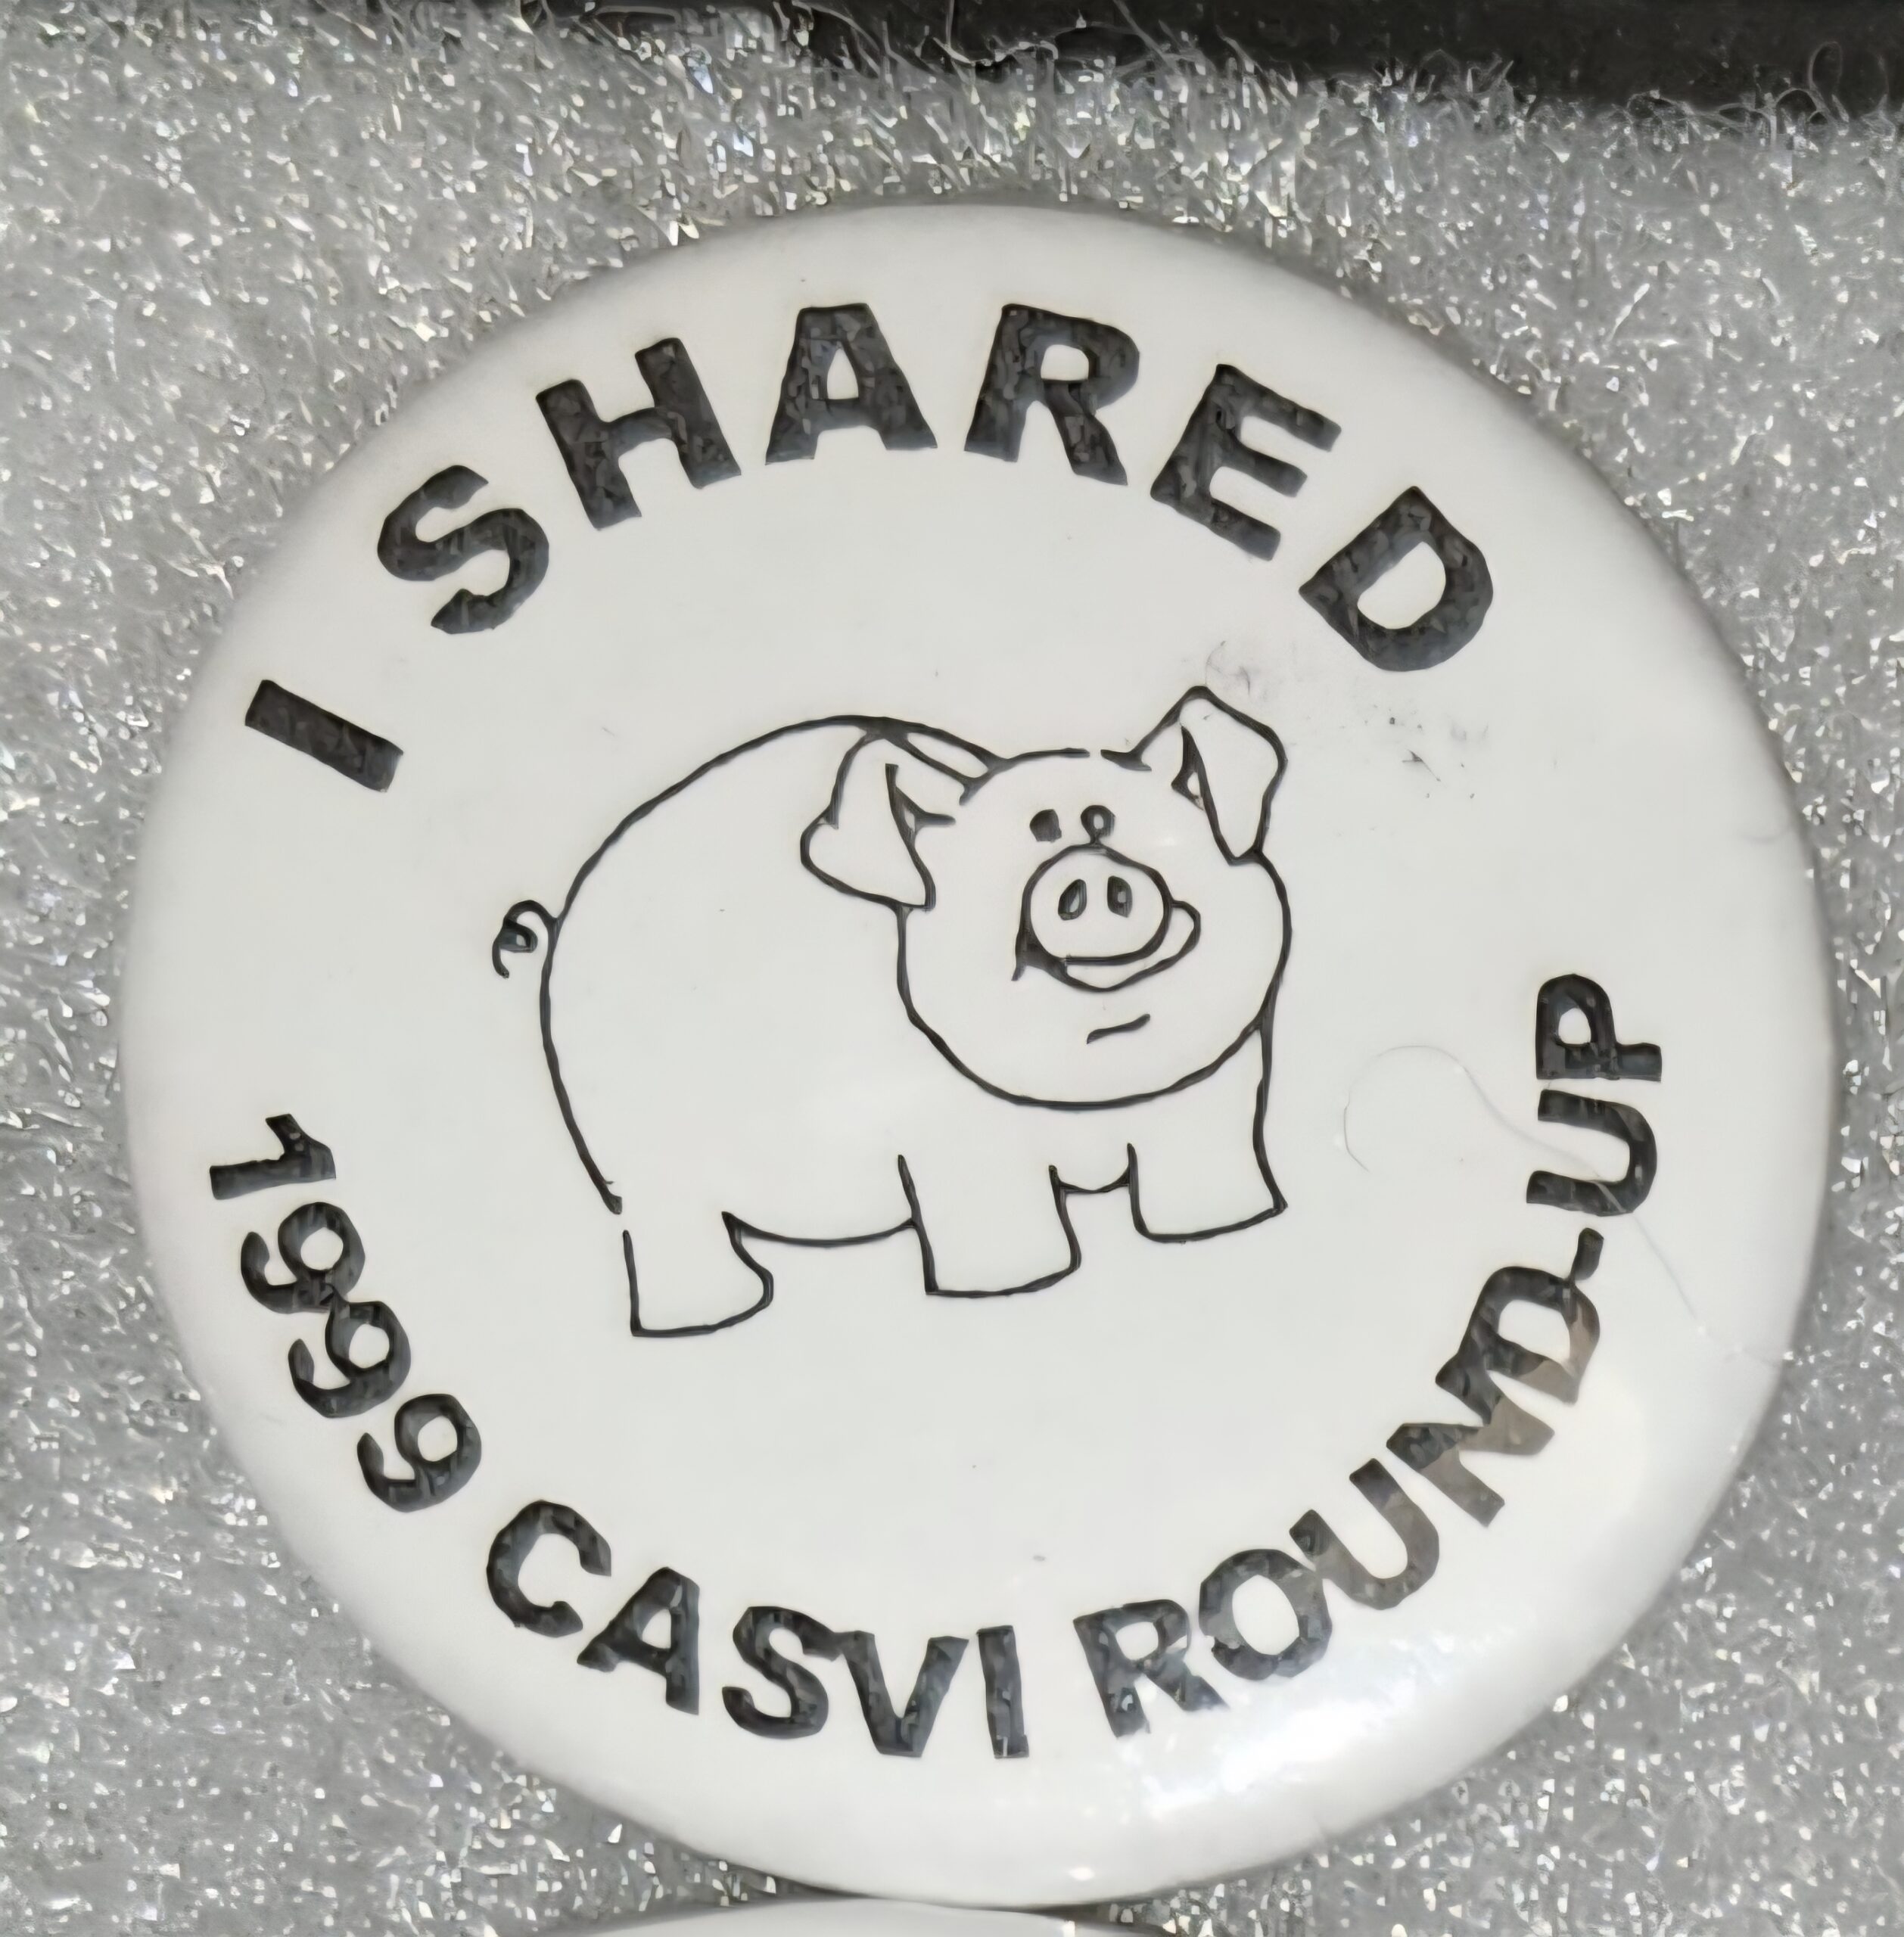 I SHARED
1999 CASVI ROUND-UP